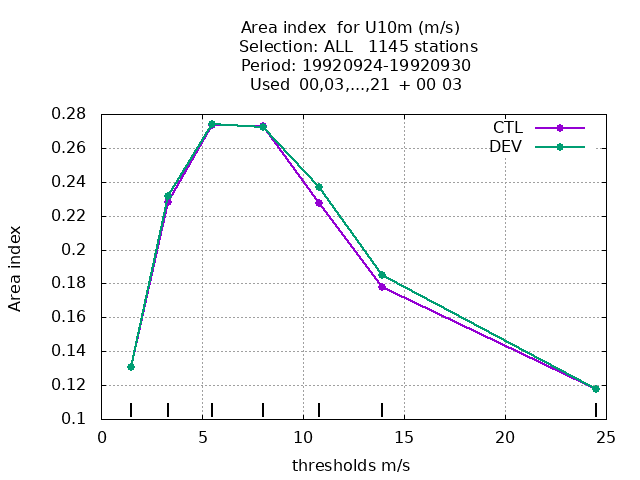 Area index  for U10m (m/s)
Selection: ALL   1145 stations
Period: 19920924-19920930
Used  00,03,...,21  + 00 03
CTL
DEV
0.28
0.26
0.24
0.22
0.2
0.18
0.16
0.14
0.12
0.1
Area index
0 5 10 15 20 25
thresholds m/s